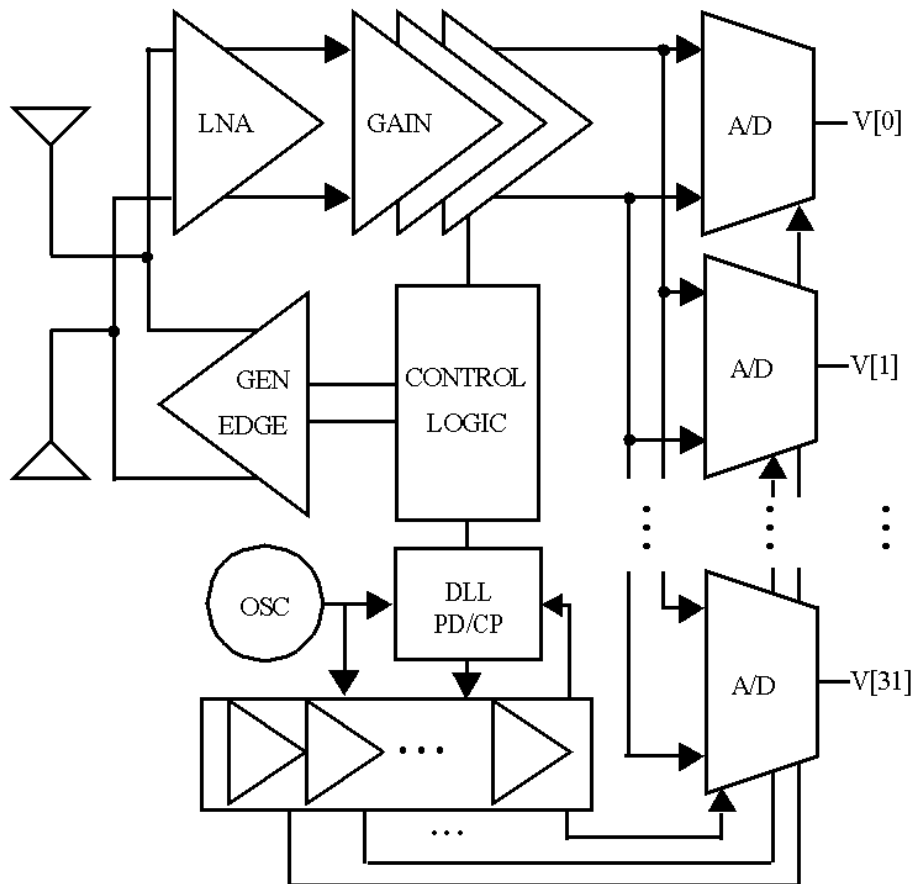 LNA
GAIN
A/D
V[0]
GEN
EDGE
CONTROL
LOGIC
A/D
V[1]
OSC
DLL
PD/CP
A/D
V[31]